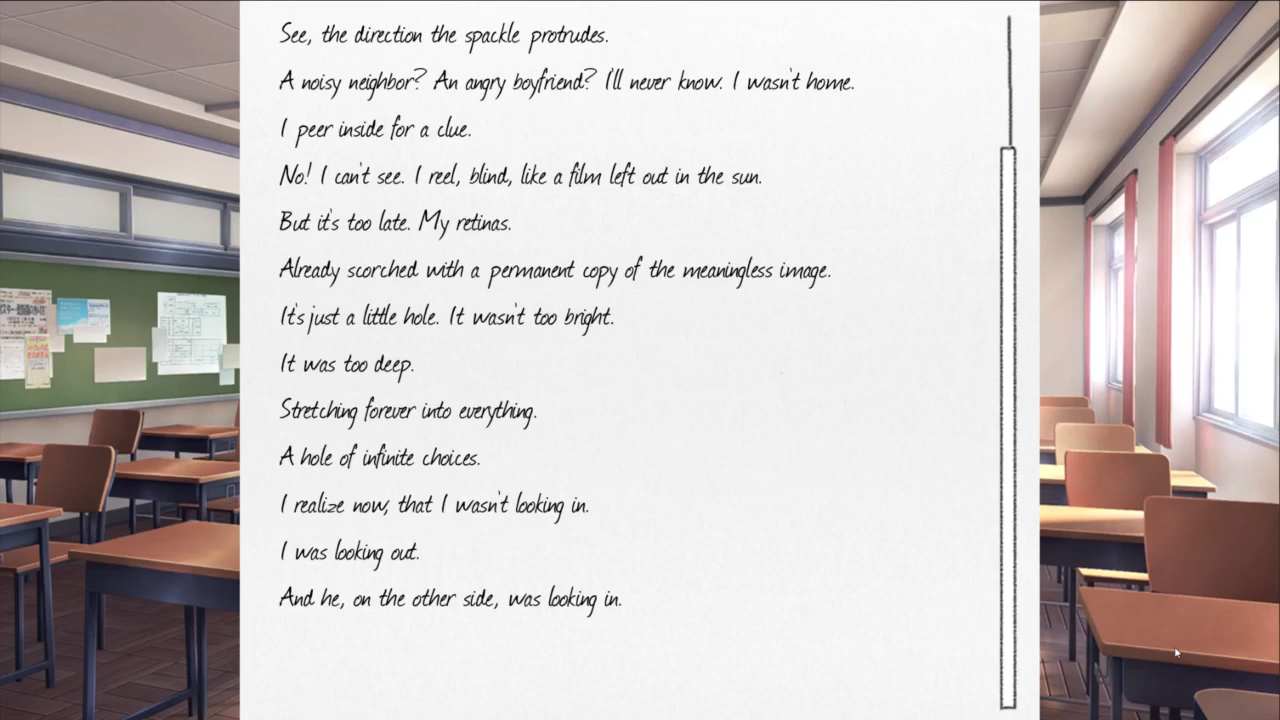 See, the direction the spackle protrudes.
A noisy neighbor? An angry boyfriend? I'll never know. I wasn't home.
I peer inside for a clue.
No! I can't see. I reel, blind, like a film left out in the sun.
But it's too late. My retinas.
Already scorched with a permanent copy of the meaningless image.
It's just a little hole. It wasn't too bright.
It was too deep.
Stretching forever into everything.
A hole of infinite choices.
I realize now, that I wasn't looking in.
I was looking out.
And he, on the other side, was looking in.